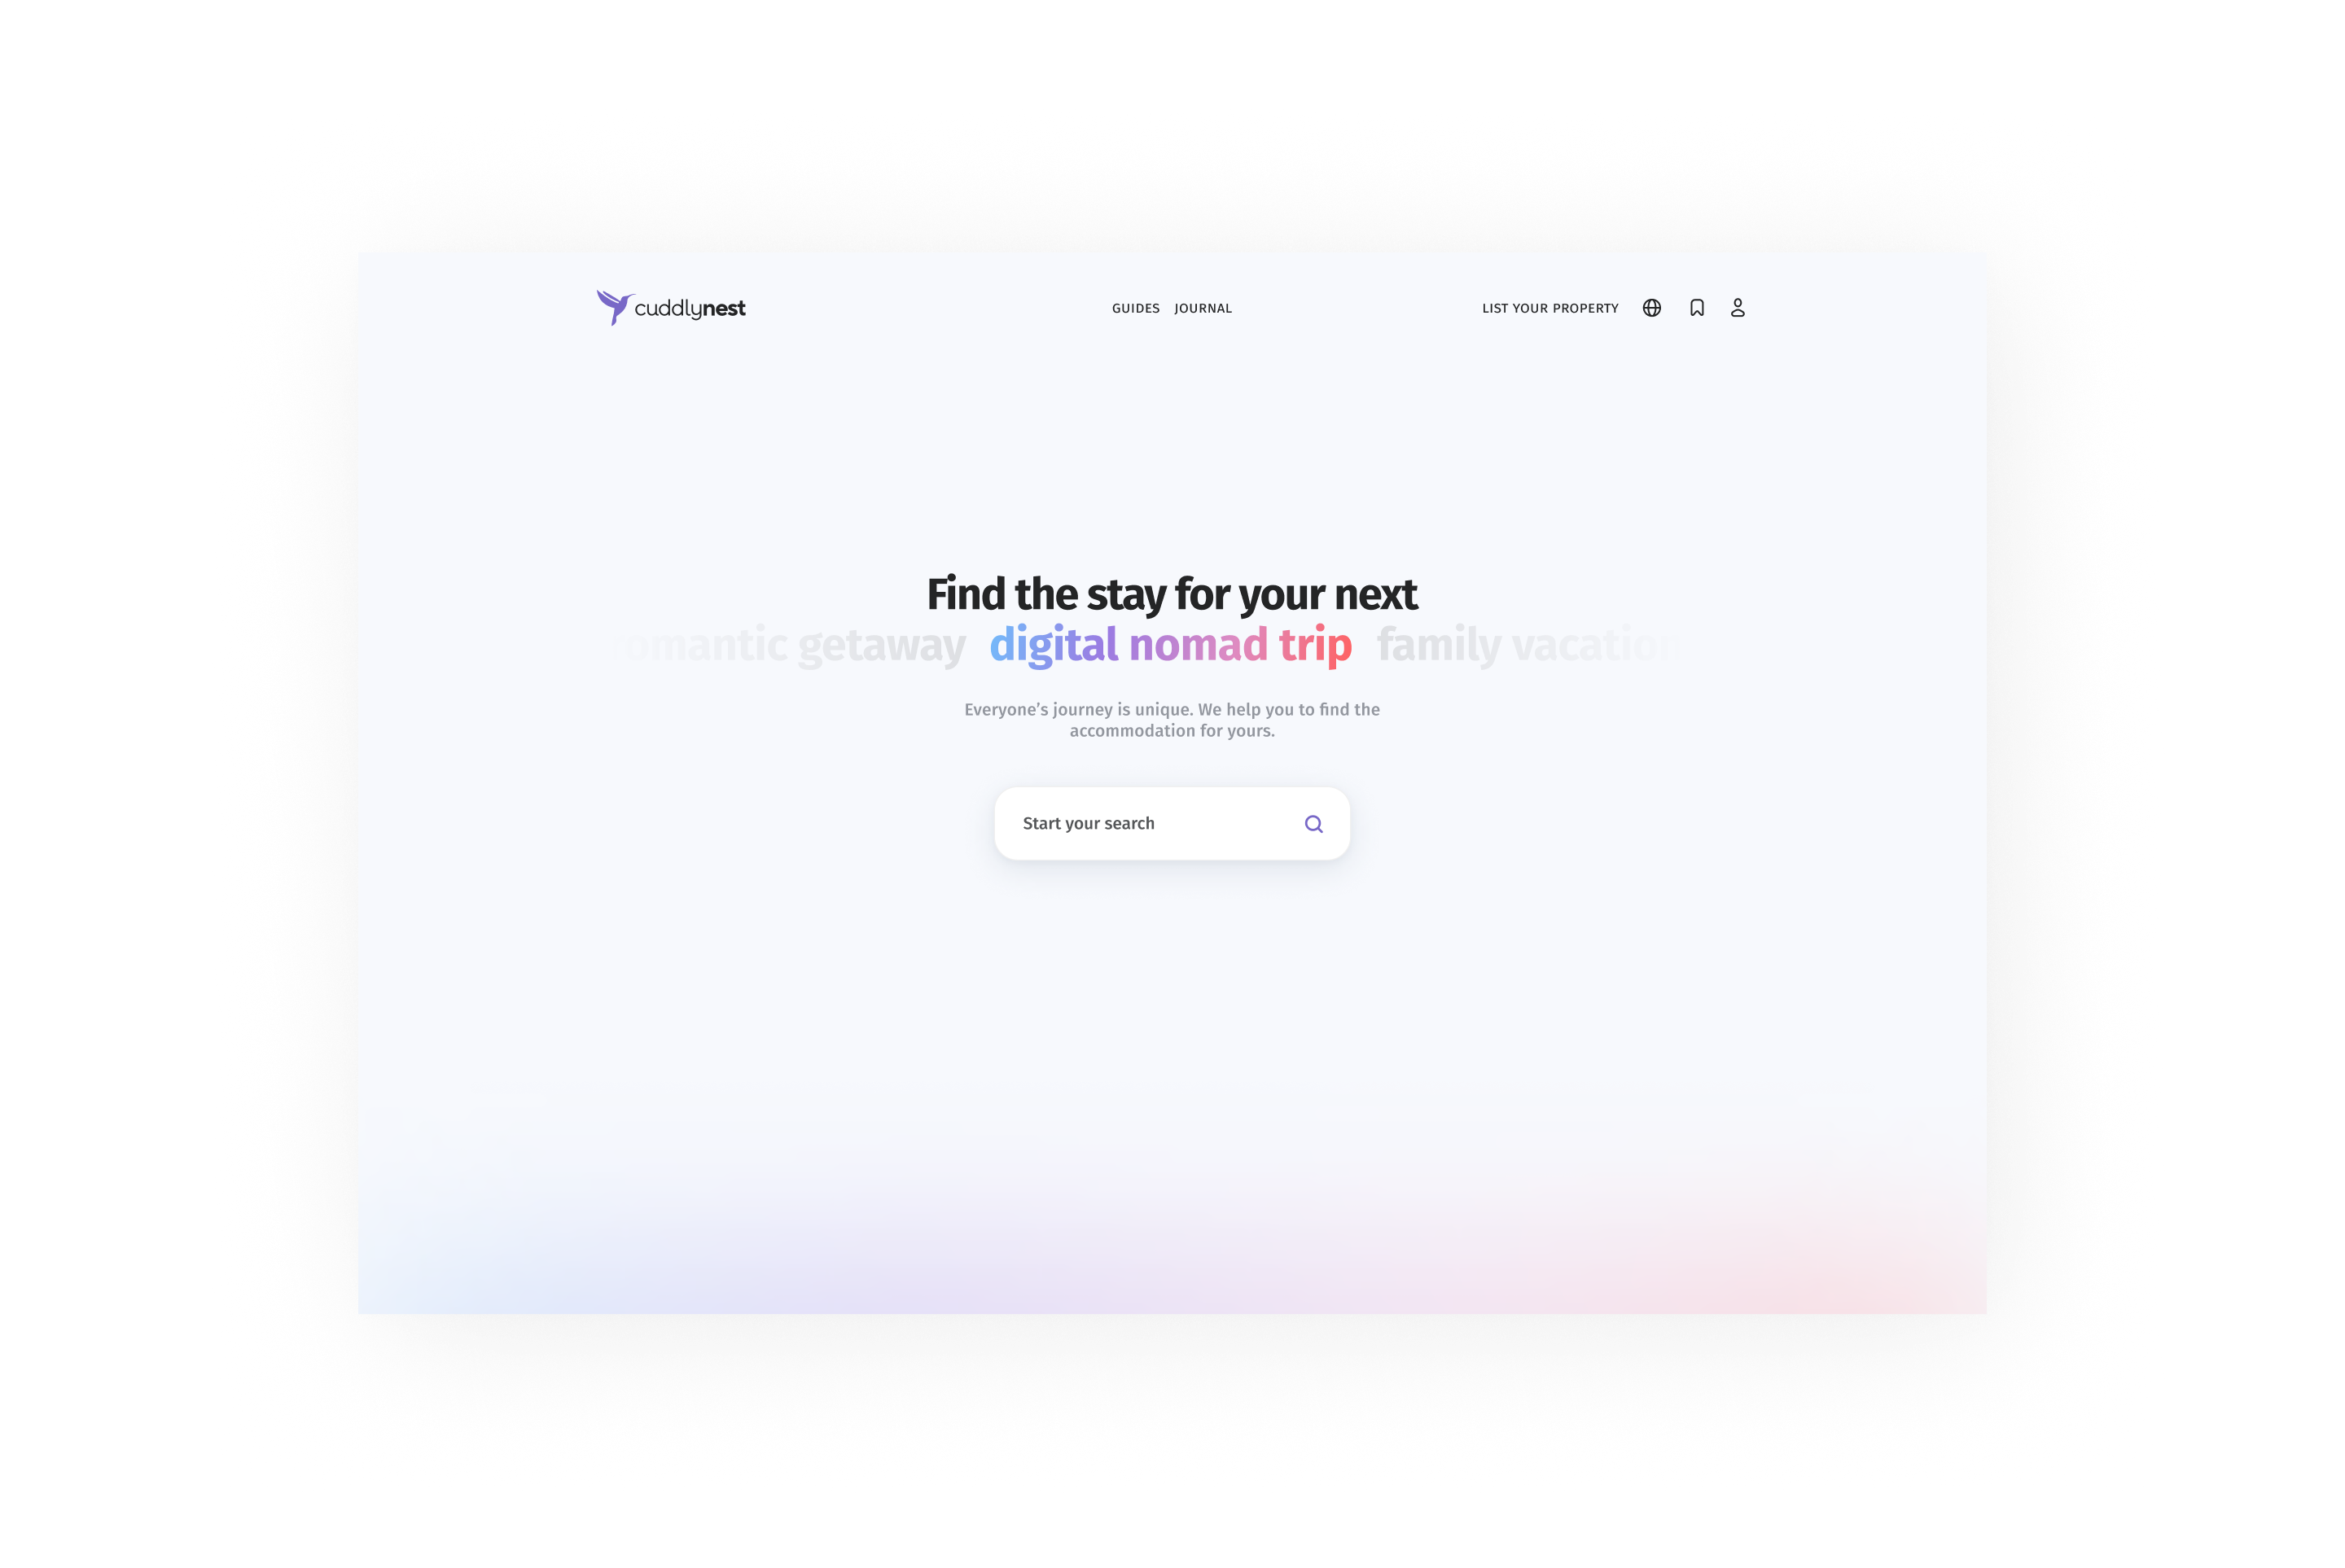 cuddlynest
GUIDES JOURNAL
LIST YOUR PROPERTY
Find the stay for your next
omantic getaway digital nomad trip family vacation
Everyone’s journey is unique. We help you to find the
accommodation for yours.
Start your search